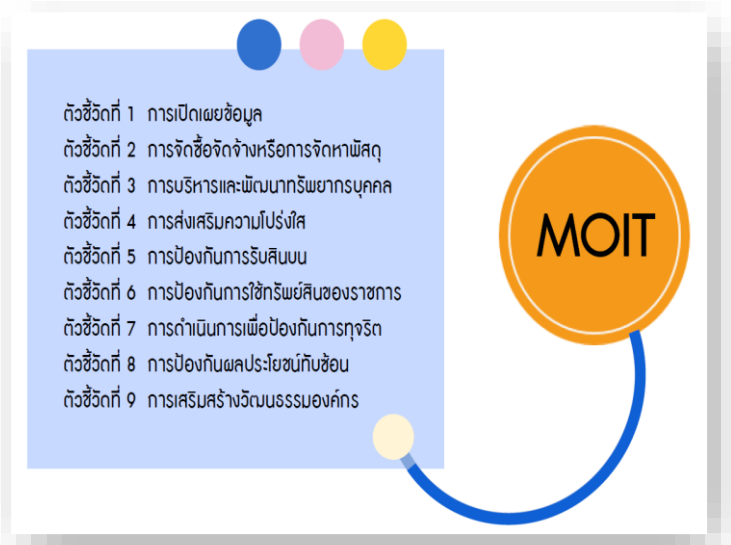 ตัวชี้วัดที่ 1 การเปิดเผยข้อมูล
ตัวชี้วัดที่ 2 การจัดซื้อจัดจ้างหรือการจัดหาพัสดุ
ตัวชี้วัดที่ 3 การบริหารและพัฒนาทรัพยากรบุคคล
ตัวชี้วัดที่ 4 การส่งเสริมความโปร่งใส
ตัวชี้วัดที่ 5 การป้องกันการรับสินบน
ตัวชี้วัดที่ 6 การป้องกันการใช้ทรัพย์สินของราชการ
ตัวชี้วัดที่ 7 การดำเนินการเพื่อป้องกันการทุจริต
ตัวชี้วัดที่ 8 การป้องกันผลประโยชน์ทับซ้อน
ตัวชี้วัดที่ 9 การเสริมสร้างวัฒนธรรมองค์กร
MOIT